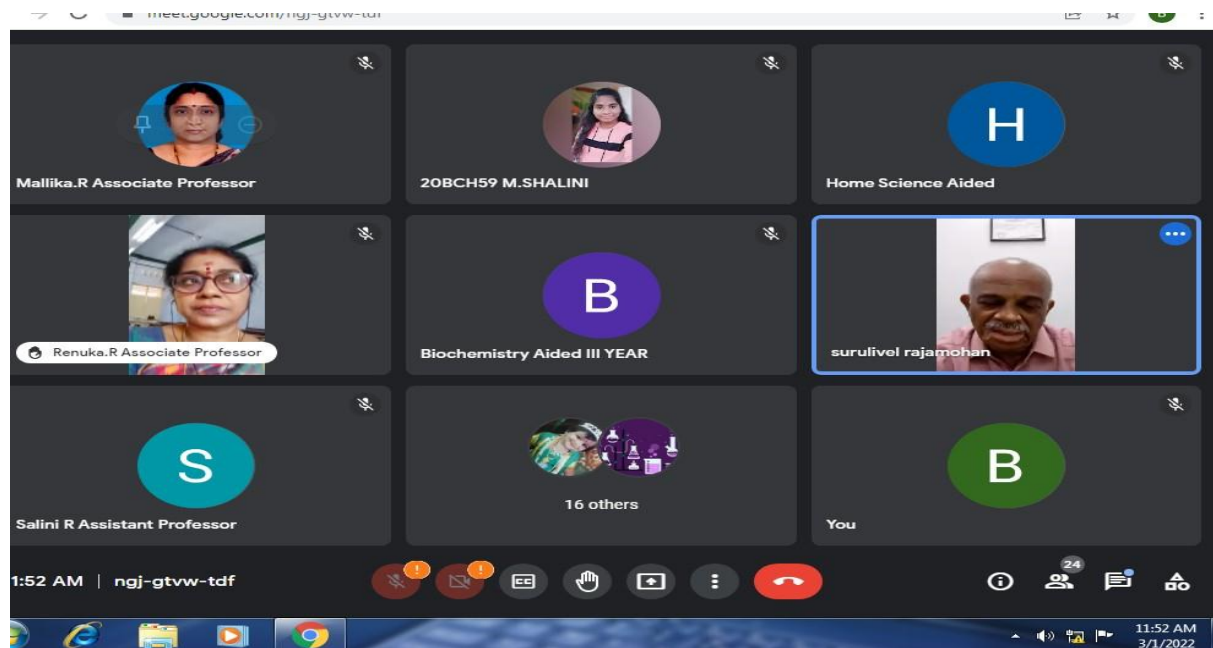 meet.google.com/ngj-gtvw-tdf
B
Mallika.R Associate Professor
20BCH59 M.SHALINI
H
Home Science Aided
Renuka.R Associate Professor
B
Biochemistry Aided III YEAR
surulivel rajamohan
S
Salini R Assistant Professor
16 others
B
You
1:52 AM | ngj-gtvw-tdf
CC
24
11:52 AM
3/1/2022